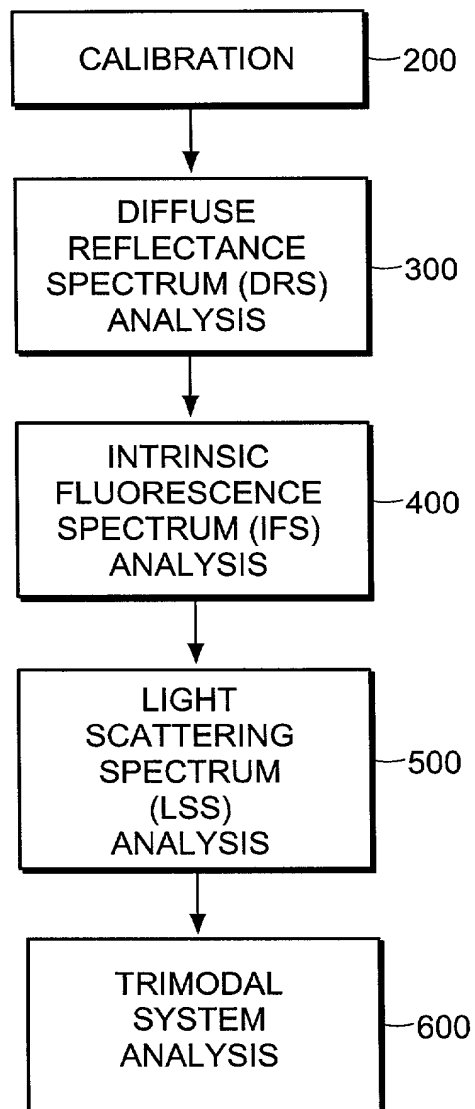 CALIBRATION
200
DIFFUSE
REFLECTANCE
SPECTRUM (DRS)
ANALYSIS
300
INTRINSIC
FLUORESCENCE
SPECTRUM (IFS)
ANALYSIS
400
LIGHT
SCATTERING
SPECTRUM
(LSS)
ANALYSIS
500
TRIMODAL
SYSTEM
ANALYSIS
600